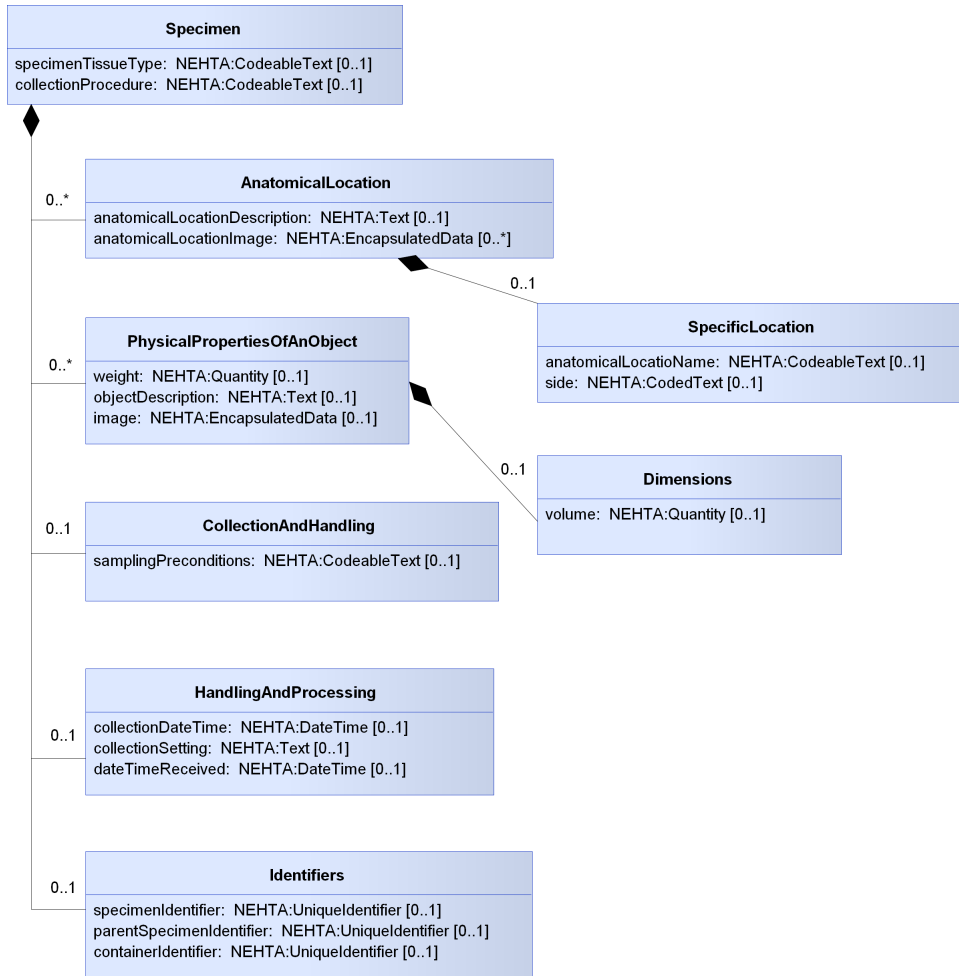 Specimen
specimenTissueType: NEHTA:CodeableText [0..1]
collectionProcedure: NEHTA:CodeableText [0..1]
0..*
AnatomicalLocation
anatomicalLocationDescription: NEHTA:Text [0..1]
anatomicalLocationImage: NEHTA:EncapsulatedData [0..*]
0..1
SpecificLocation
anatomicalLocatioName: NEHTA:CodeableText [0..1]
side: NEHTA:CodedText [0..1]
0..*
PhysicalPropertiesOfAnObject
weight: NEHTA:Quantity [0..1]
objectDescription: NEHTA:Text [0..1]
image: NEHTA:EncapsulatedData [0..1]
0..1
Dimensions
volume: NEHTA:Quantity [0..1]
0..1
CollectionAndHandling
samplingPreconditions: NEHTA:CodeableText [0..1]
0..1
HandlingAndProcessing
collectionDateTime: NEHTA:DateTime [0..1]
collectionSetting: NEHTA:Text [0..1]
dateTimeReceived: NEHTA:DateTime [0..1]
0..1
Identifiers
specimenIdentifier: NEHTA:UniqueIdentifier [0..1]
parentSpecimenIdentifier: NEHTA:UniqueIdentifier [0..1]
containerIdentifier: NEHTA:UniqueIdentifier [0..1]